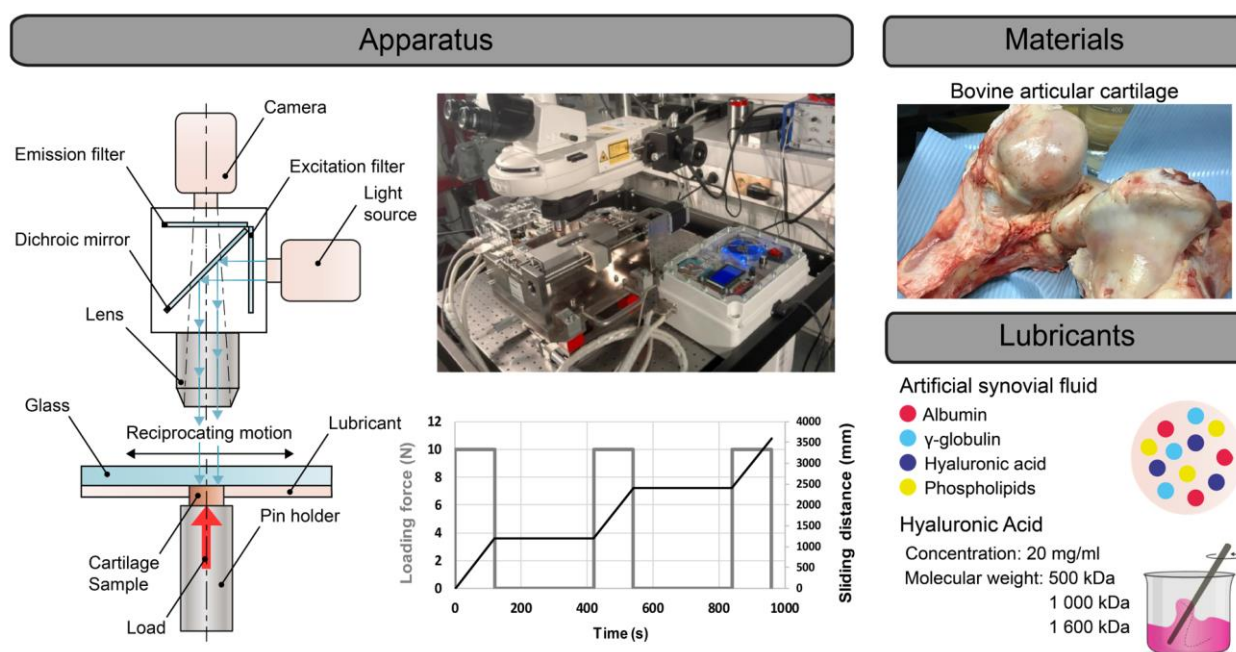 Apparatus
Camera
Emission filter
Excitation filter
Light
source
Dichroic mirror
Lens
Glass
Lubricant
Reciprocating motion
Pin holder
Cartilage
Sample
Load
Loading force (N)
12
10
8
6
4
2
0
4000
3500
3000
2500
2000
1500
1000
500
0
Sliding distance (mm)
0 200 400 600 800 1000
Time (s)
Materials
Bovine articular cartilage
Lubricants
Artificial synovial fluid
Albumin
γ-globulin
Hyaluronic acid
Phospholipids
Hyaluronic Acid
Concentration: 20 mg/ml
Molecular weight: 500 kDa
1 000 kDa
1 600 kDa